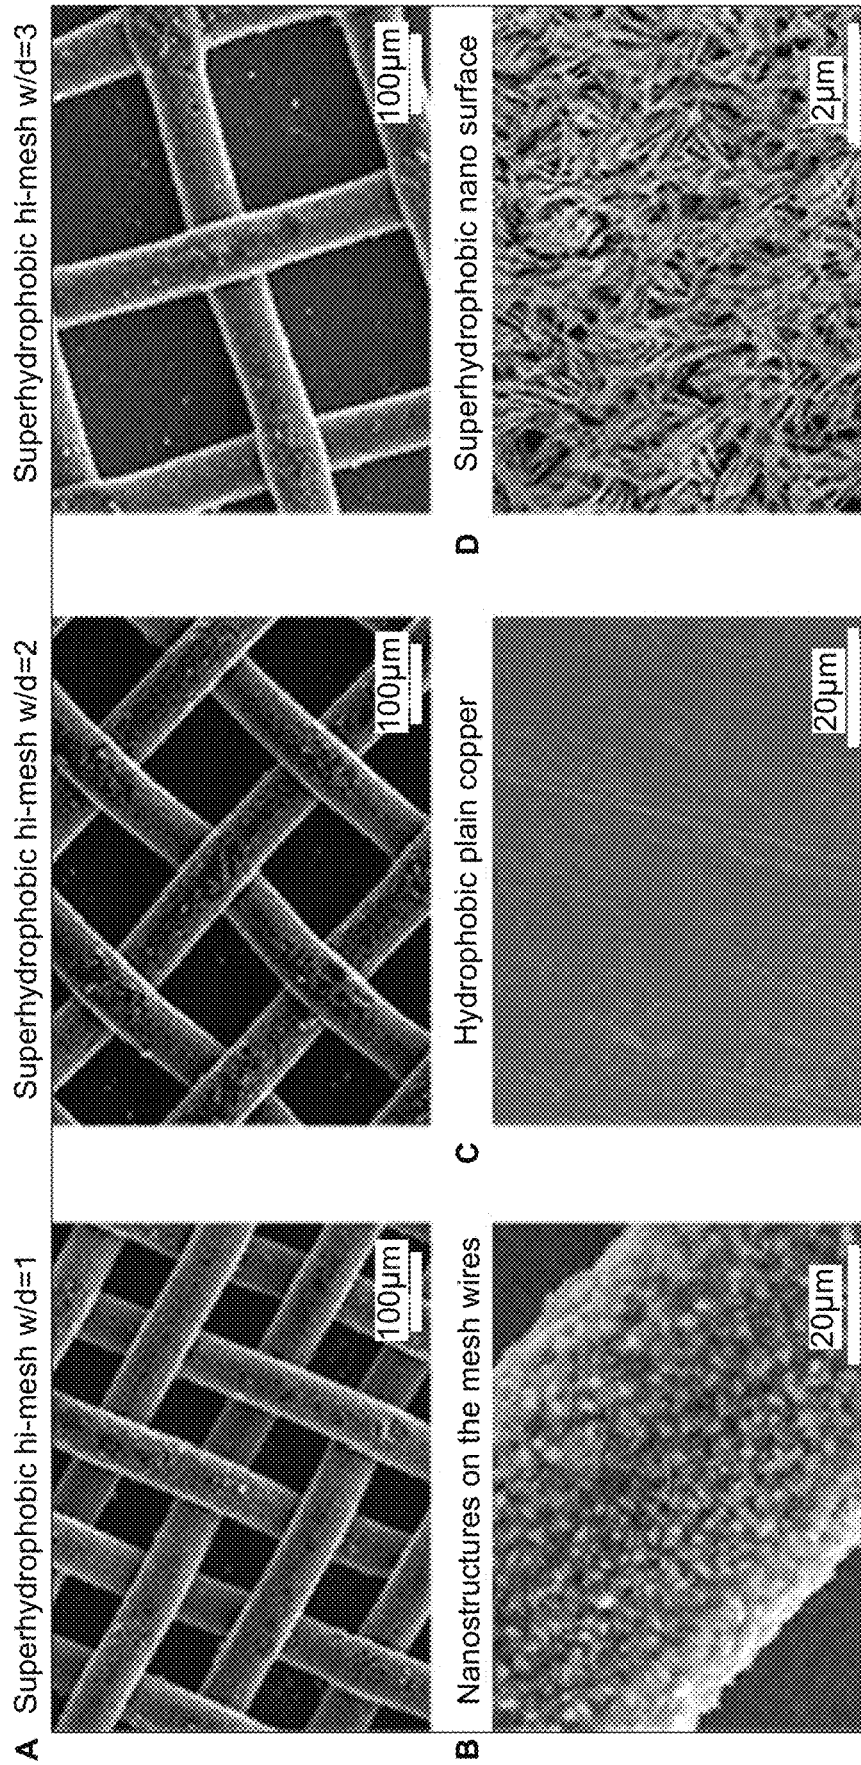 A
Superhydrophobic hi-mesh w/d=1
Superhydrophobic hi-mesh w/d=2
Superhydrophobic hi-mesh w/d=3
100µm
100µm
100µm
B
Nanostructures on the mesh wires
C
Hydrophobic plain copper
D
Superhydrophobic nano surface
20µm
20µm
2µm